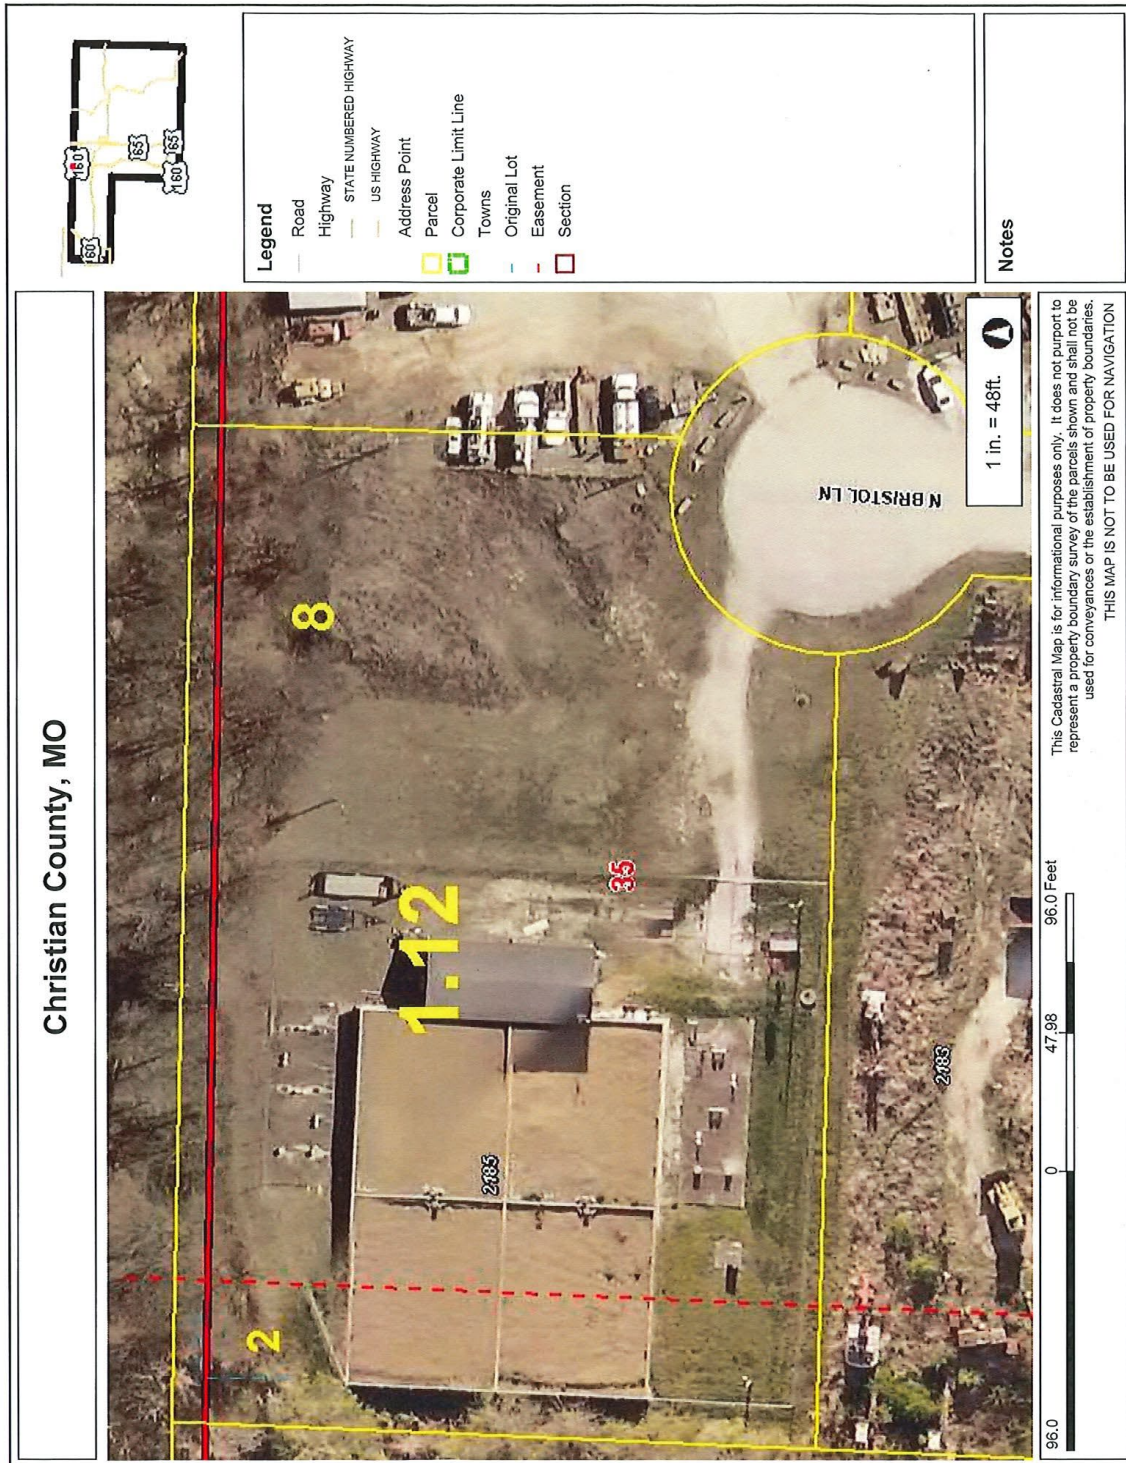 Christian County, MO
160
160
65
65
160
Legend
Road
Highway
STATE NUMBERED HIGHWAY
US HIGHWAY
Address Point
Parcel
Corporate Limit Line
Towns
Original Lot
Easement
Section
Notes
8
1.12
35
2
2185
2183
N BRISTOL LN
1 in. = 48ft.
96.0
0
47.98
96.0 Feet
This Cadastral Map is for informational purposes only. It does not purport to
represent a property boundary survey of the parcels shown and shall not be
used for conveyances or the establishment of property boundaries.
THIS MAP IS NOT TO BE USED FOR NAVIGATION